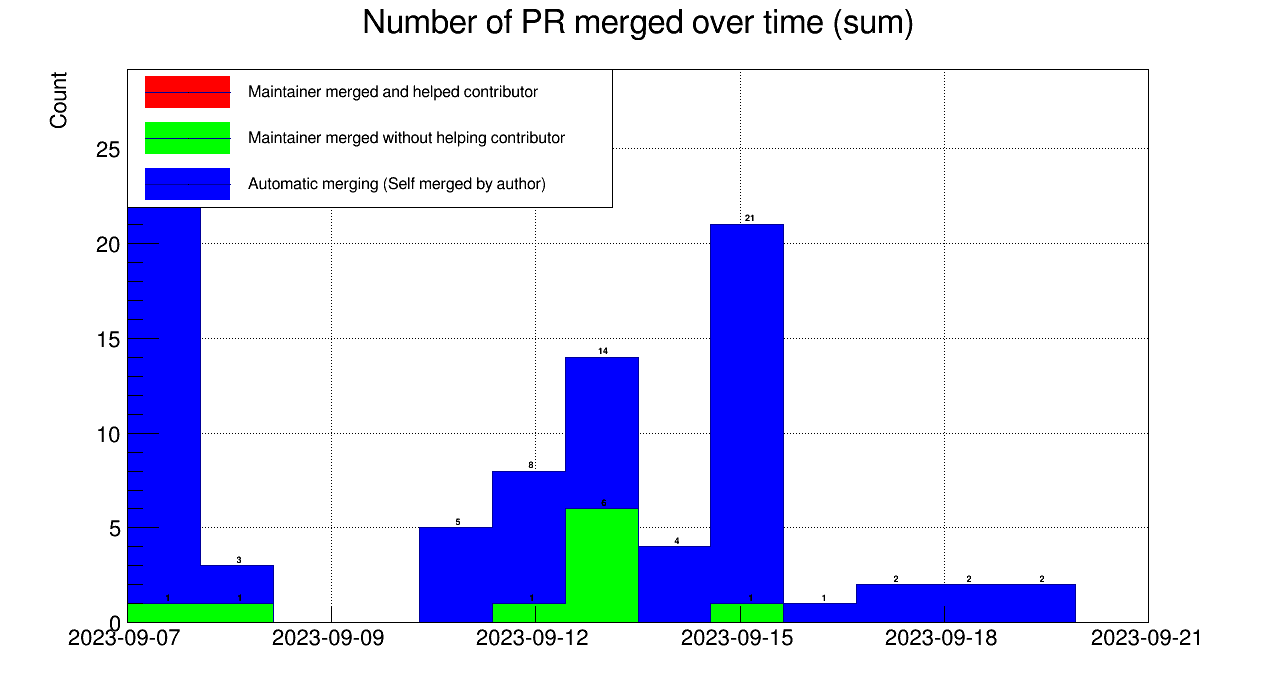 Number of PR merged over time (sum)
Count
Maintainer merged and helped contributor
Maintainer merged without helping contributor
Automatic merging (Self merged by author)
25
20
15
10
5
0
21
14
8
6
5
4
3
2 2 2
1 1 1 1 1
2023-09-07 2023-09-09 2023-09-12 2023-09-15 2023-09-18 2023-09-21